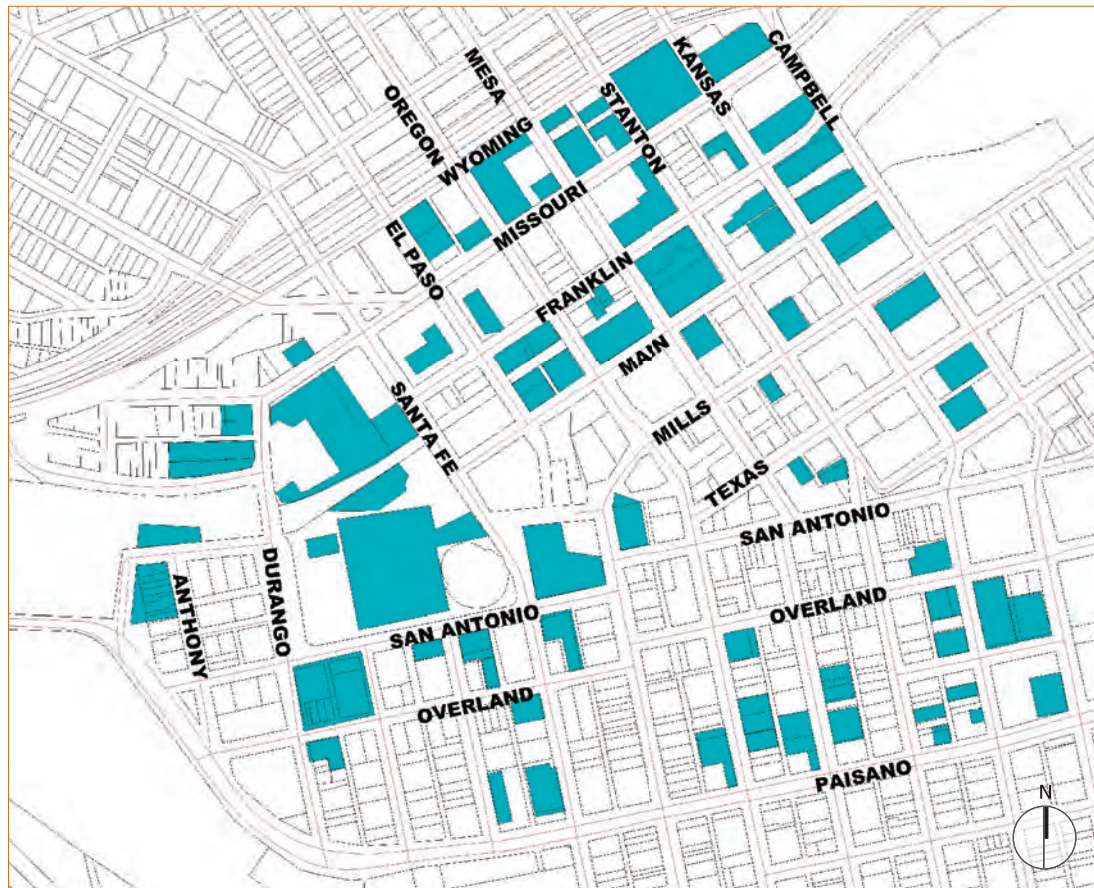 MESA
KANSAS
CAMPBELL
OREGON
WYOMING
STANTON
EL PASO
MISSOURI
FRANKLIN
MAIN
SANTA FE
MILLS
TEXAS
SAN ANTONIO
ANTHONY
DURANGO
SAN ANTONIO
OVERLAND
OVERLAND
PAISANO
N